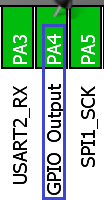 PA3
PA4
PA5
USART2_RX
GPIO_Output
SPI1_SCK